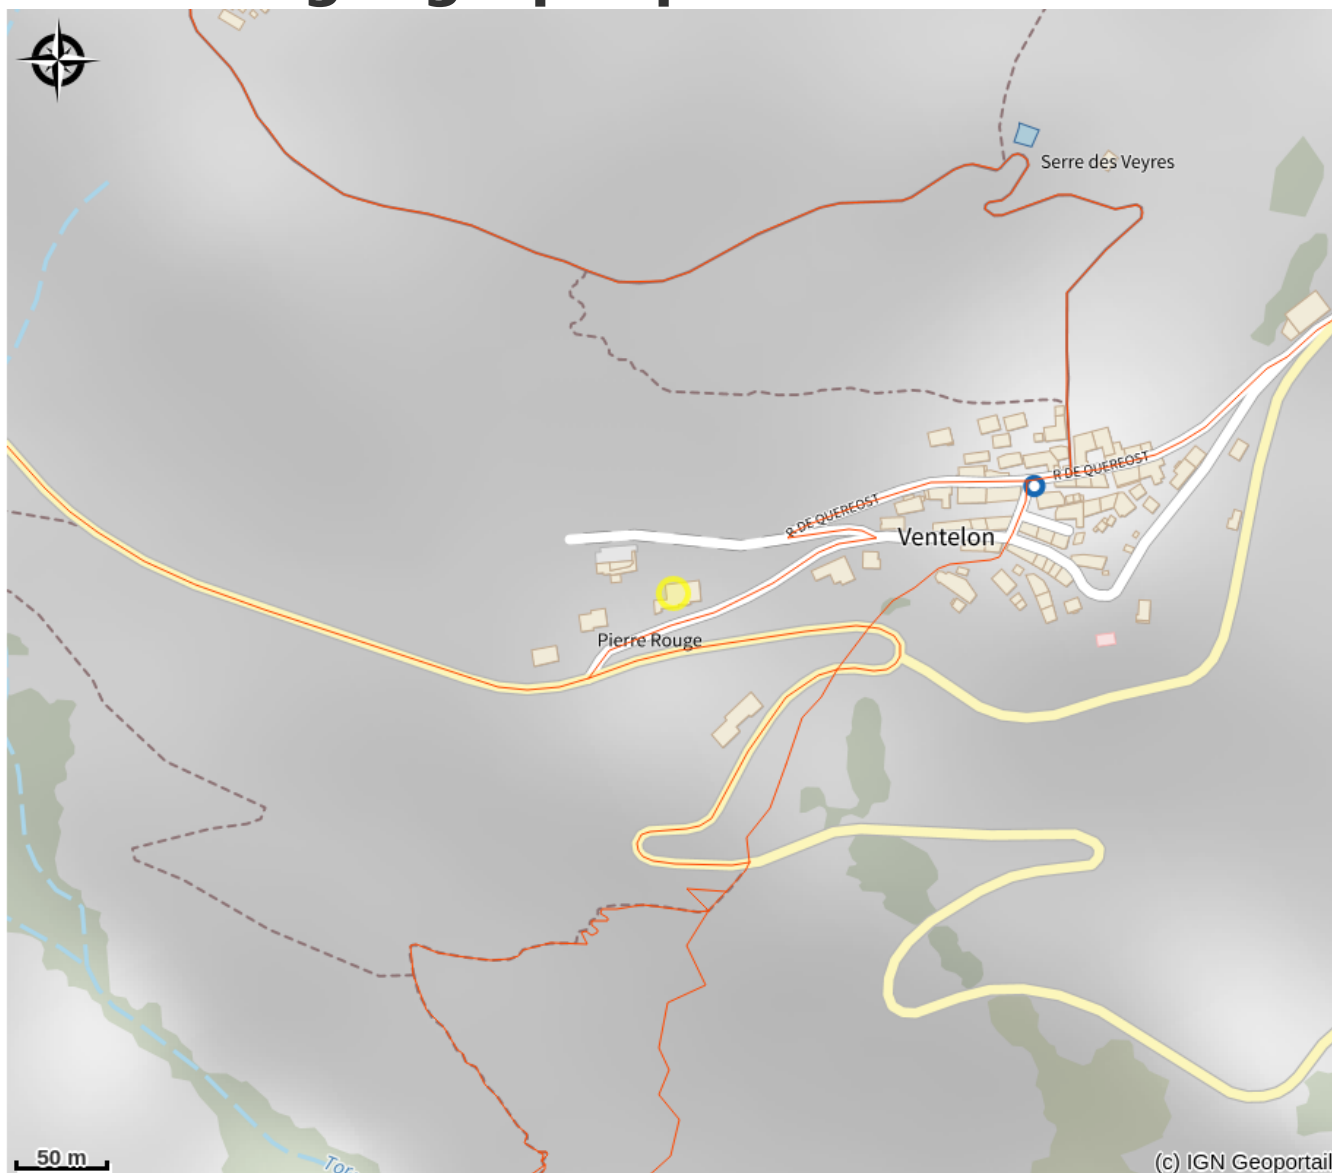 Serre des Veyres
R DE QUEREOST
R DE QUEREOST
Ventelon
Pierre Rouge
50 m
(c) IGN Geoportail